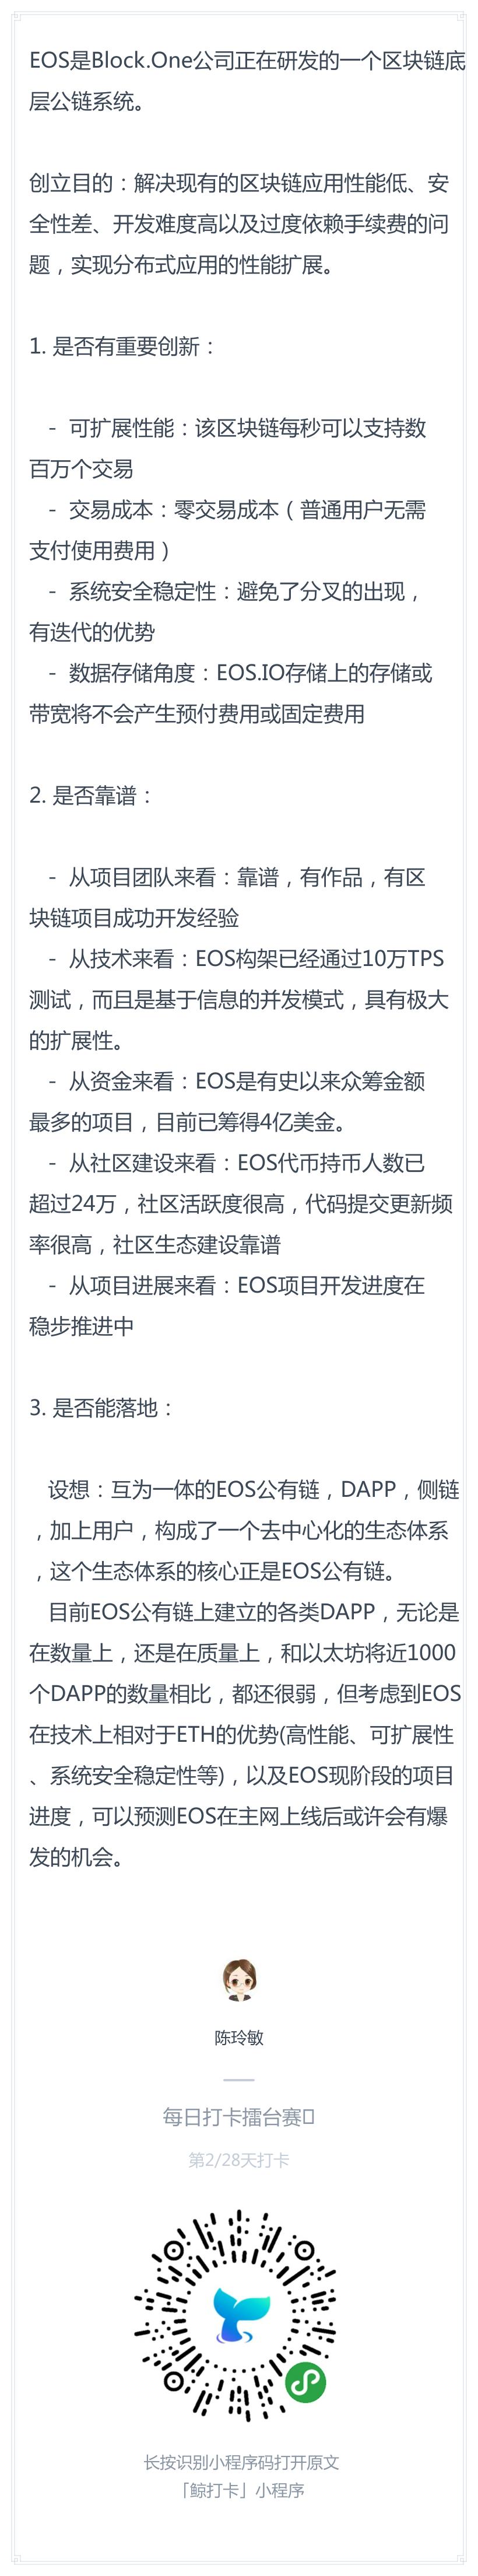 EOS是Block.One公司正在研发的一个区块链底
层公链系统。
创立目的：解决现有的区块链应用性能低、安
全性差、开发难度高以及过度依赖手续费的问
题，实现分布式应用的性能扩展。
1. 是否有重要创新：
- 可扩展性能：该区块链每秒可以支持数
百万个交易
- 交易成本：零交易成本（普通用户无需
支付使用费用）
- 系统安全稳定性：避免了分叉的出现，
有迭代的优势
- 数据存储角度：EOS.IO存储上的存储或
带宽将不会产生预付费用或固定费用
2. 是否靠谱：
- 从项目团队来看：靠谱，有作品，有区
块链项目成功开发经验
- 从技术来看：EOS构架已经通过10万TPS
测试，而且是基于信息的并发模式，具有极大
的扩展性。
- 从资金来看：EOS是有史以来众筹金额
最多的项目，目前已筹得4亿美金。
- 从社区建设来看：EOS代币持币人数已
超过24万，社区活跃度很高，代码提交更新频
率很高，社区生态建设靠谱
- 从项目进展来看：EOS项目开发进度在
稳步推进中
3. 是否能落地：
设想：互为一体的EOS公有链，DAPP，侧链
，加上用户，构成了一个去中心化的生态体系
，这个生态体系的核心正是EOS公有链。
目前EOS公有链上建立的各类DAPP，无论是
在数量上，还是在质量上，和以太坊将近1000
个DAPP的数量相比，都还很弱，但考虑到EOS
在技术上相对于ETH的优势(高性能、可扩展性
、系统安全稳定性等)，以及EOS现阶段的项目
进度，可以预测EOS在主网上线后或许会有爆
发的机会。
陈玲敏
每日打卡擂台赛
第2/28天打卡
长按识别小程序码打开原文
「鲸打卡」小程序